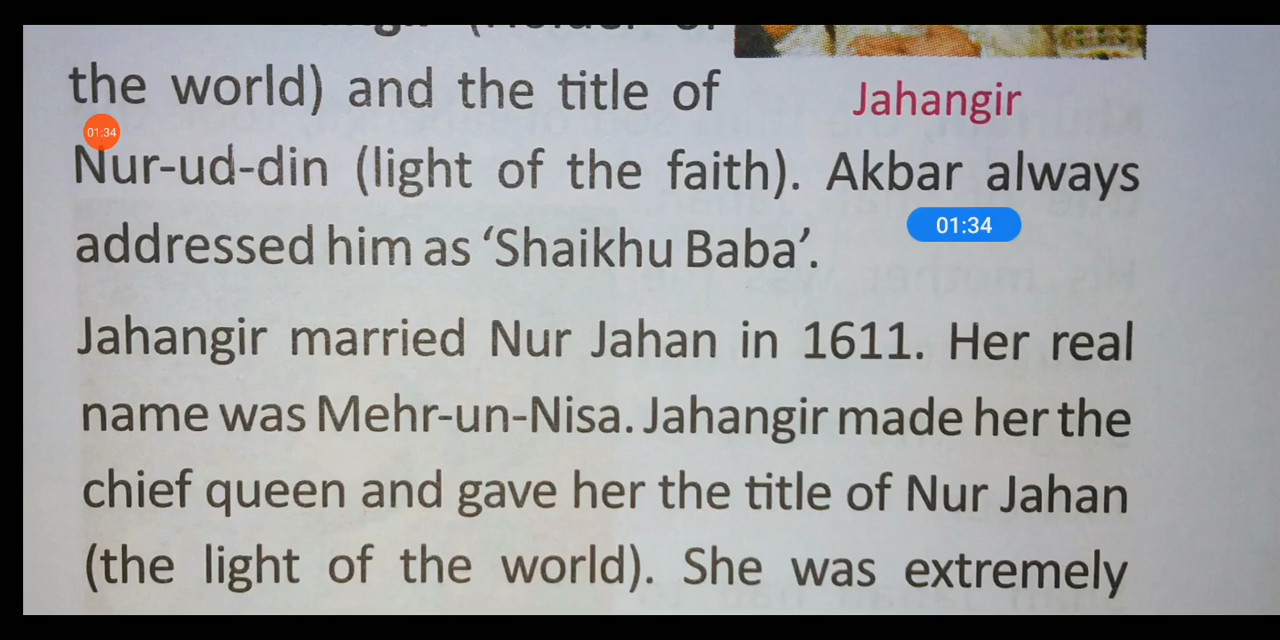 the world) and the title of
Jahangir
01:34
Nur-ud-din (light of the faith). Akbar always
01:34
addressed him as ‘Shaikhu Baba’.
Jahangir married Nur Jahan in 1611. Her real
name was Mehr-un-Nisa. Jahangir made her the
chief queen and gave her the title of Nur Jahan
(the light of the world). She was extremely